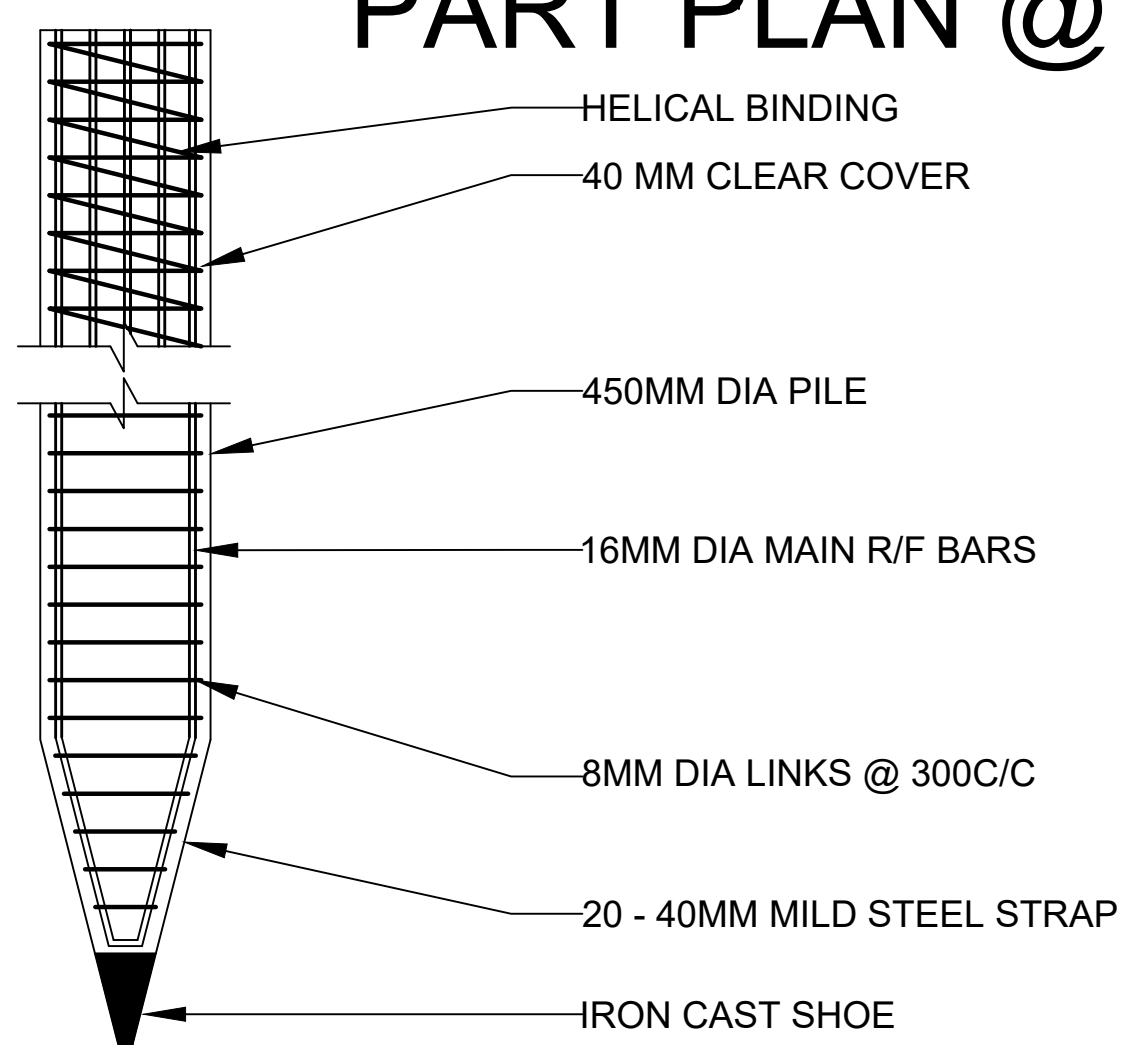 PART PLAN @
HELICAL BINDING
40 MM CLEAR COVER
450MM DIA PILE
16MM DIA MAIN R/F BARS
8MM DIA LINKS @ 300C/C
20 - 40MM MILD STEEL STRAP
IRON CAST SHOE